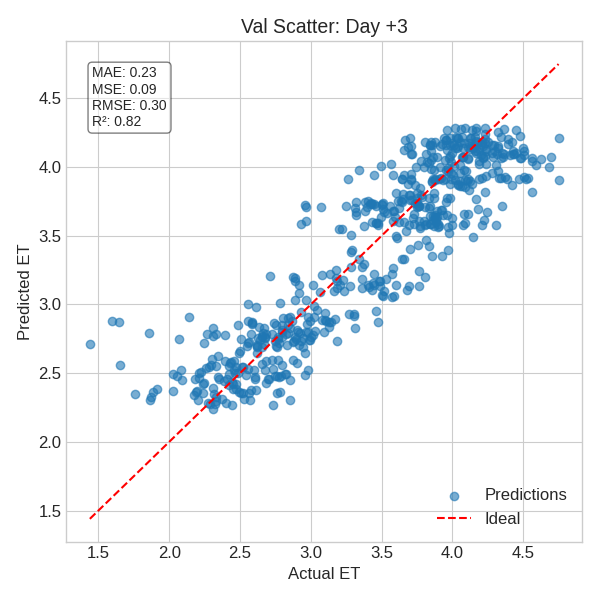 Val Scatter: Day +3
MAE: 0.23
MSE: 0.09
RMSE: 0.30
R²: 0.82
Predicted ET
4.5
4.0
3.5
3.0
2.5
2.0
1.5
Predictions
Ideal
1.5 2.0 2.5 3.0 3.5 4.0 4.5
Actual ET